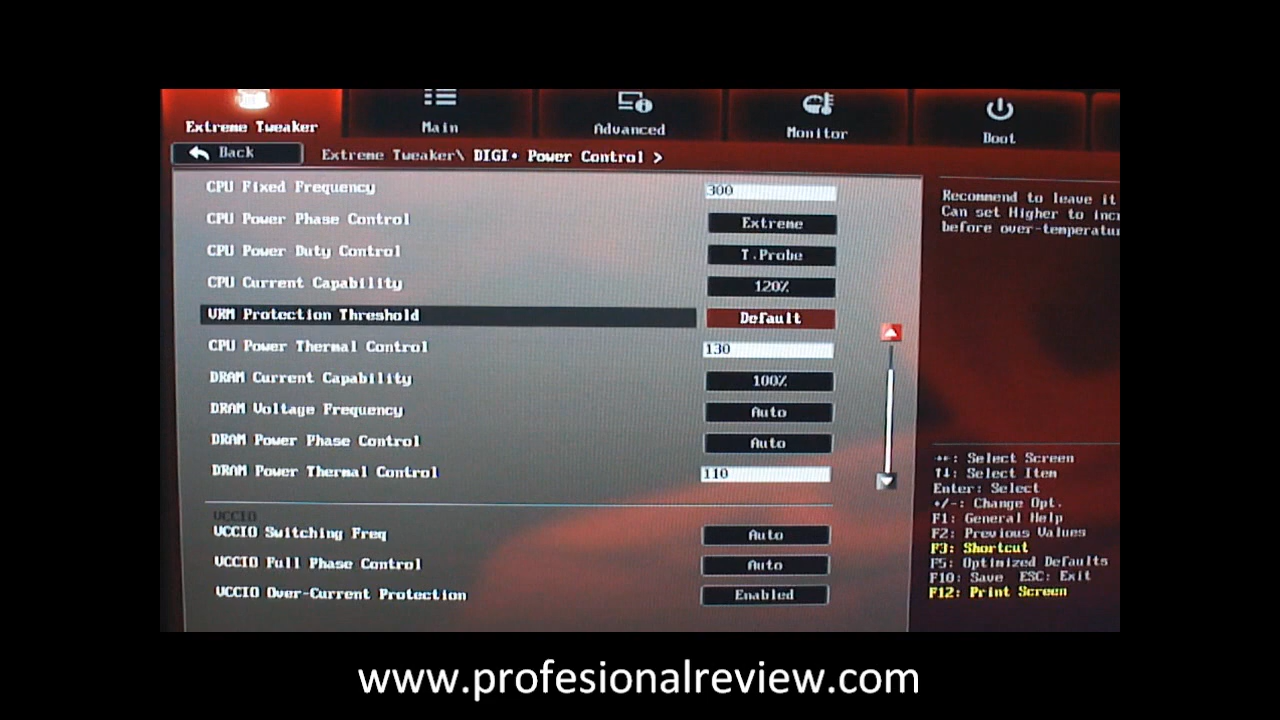 Extreme Tweaker
Main
Advanced
Monitor
Boot
Back
Extreme Tweaker\ DIGI+ Power Control >
CPU Fixed Frequency 300
CPU Power Phase Control Extreme
CPU Power Duty Control T.Probe
CPU Current Capability 120%
VRM Protection Threshold Default
CPU Power Thermal Control 130
DRAM Current Capability 100%
DRAM Voltage Frequency Auto
DRAM Power Phase Control Auto
DRAM Power Thermal Control 110
VCCIO
VCCIO Switching Freq Auto
VCCIO Full Phase Control Auto
VCCIO Over-Current Protection Enabled
Recommend to leave it
Can set Higher to inc
before over-temperatu
→←: Select Screen
↑↓: Select Item
Enter: Select
+/-: Change Opt.
F1: General Help
F2: Previous Values
F3: Shortcut
F5: Optimized Defaults
F10: Save ESC: Exit
F12: Print Screen
www.profesionalreview.com